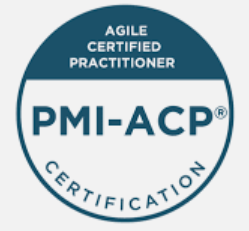 AGILE
CERTIFIED
PRACTITIONER
PMI-ACP®
CERTIFICATION